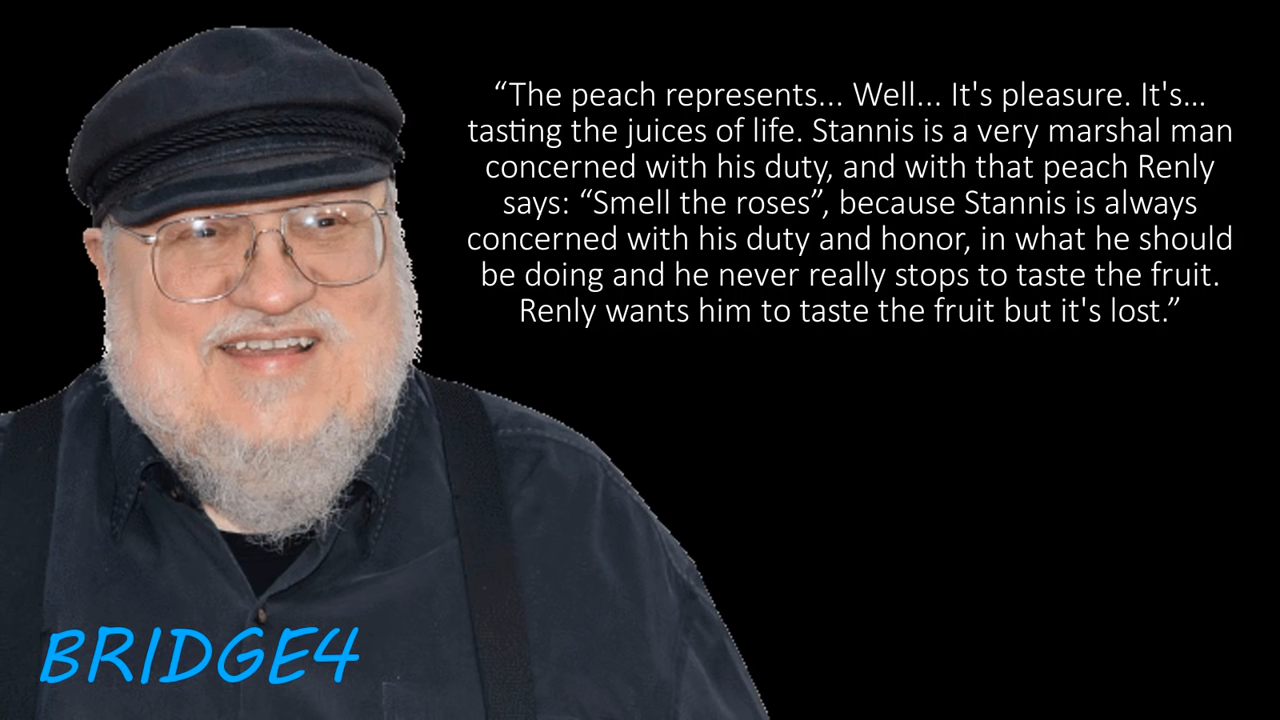 “The peach represents... Well... It's pleasure. It's…
tasting the juices of life. Stannis is a very marshal man
concerned with his duty, and with that peach Renly
says: “Smell the roses”, because Stannis is always
concerned with his duty and honor, in what he should
be doing and he never really stops to taste the fruit.
Renly wants him to taste the fruit but it's lost.”
BRIDGE4